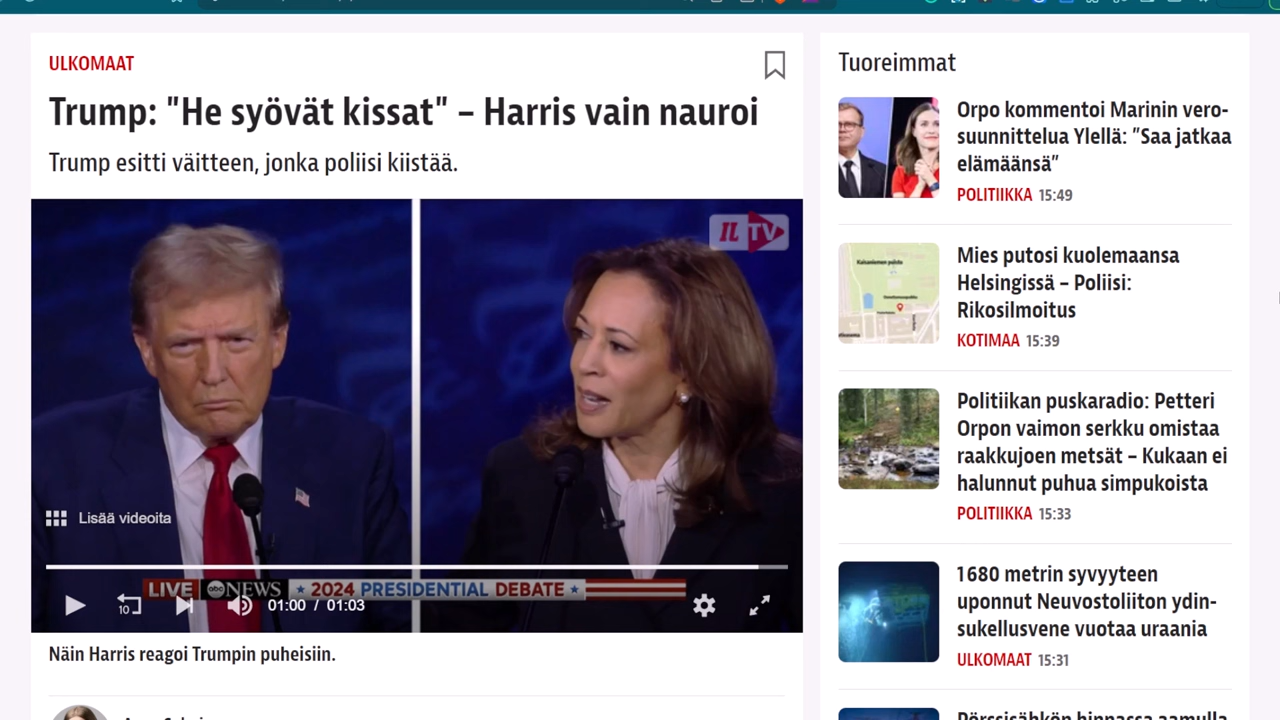 ULKOMAAT
Trump: "He syövät kissat" – Harris vain nauroi
Trump esitti väitteen, jonka poliisi kiistää.
IL TV
Lisää videoita
LIVE abc NEWS 2024 PRESIDENTIAL DEBATE
10
01:00 / 01:03
Näin Harris reagoi Trumpin puheisiin.
Tuoreimmat
Orpo kommentoi Marinin vero-
suunnittelua Ylellä: ”Saa jatkaa
elämäänsä”
POLITIIKKA 15:49
Mies putosi kuolemaansa
Helsingissä – Poliisi:
Rikosilmoitus
KOTIMAA 15:39
Politiikan puskaradio: Petteri
Orpon vaimon serkku omistaa
raakkujoen metsät – Kukaan ei
halunnut puhua simpukoista
POLITIIKKA 15:33
1680 metrin syvyyteen
uponnut Neuvostoliiton ydin-
sukellusvene vuotaa uraania
ULKOMAAT 15:31